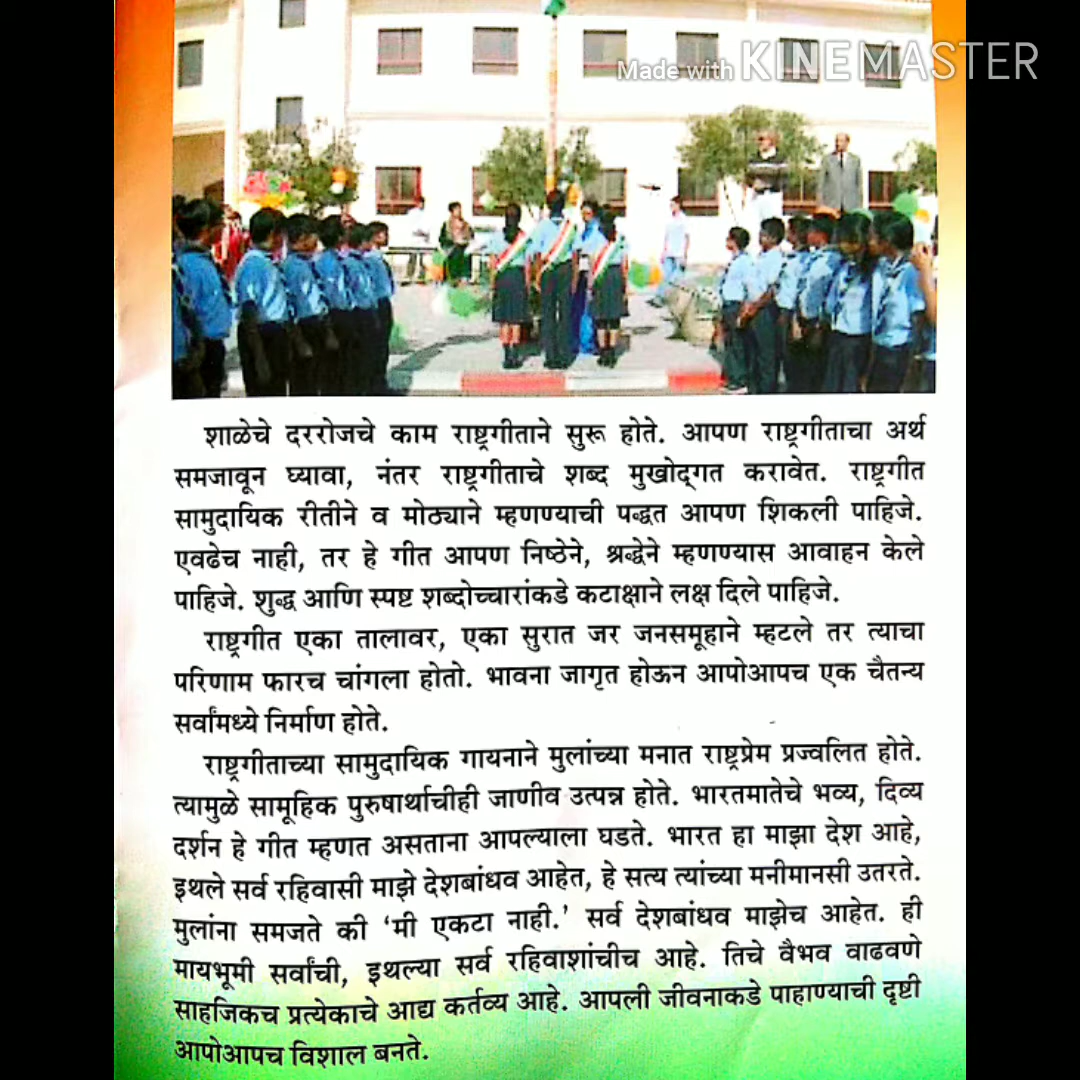 Made with KINEMASTER
शाळेचे दररोजचे काम राष्ट्रगीताने सुरू होते. आपण राष्ट्रगीताचा अर्थ
समजावून घ्यावा, नंतर राष्ट्रगीताचे शब्द मुखोद्‌गत करावेत. राष्ट्रगीत
सामुदायिक रीतीने व मोठ्याने म्हणण्याची पद्धत आपण शिकली पाहिजे.
एवढेच नाही, तर हे गीत आपण निष्ठेने, श्रद्धेने म्हणण्यास आवाहन केले
पाहिजे. शुद्ध आणि स्पष्ट शब्दोच्चारांकडे कटाक्षाने लक्ष दिले पाहिजे.
राष्ट्रगीत एका तालावर, एका सुरात जर जनसमूहाने म्हटले तर त्याचा
परिणाम फारच चांगला होतो. भावना जागृत होऊन आपोआपच एक चैतन्य
सर्वांमध्ये निर्माण होते.
राष्ट्रगीताच्या सामुदायिक गायनाने मुलांच्या मनात राष्ट्रप्रेम प्रज्वलित होते.
त्यामुळे सामूहिक पुरुषार्थाचीही जाणीव उत्पन्न होते. भारतमातेचे भव्य, दिव्य
दर्शन हे गीत म्हणत असताना आपल्याला घडते. भारत हा माझा देश आहे,
इथले सर्व रहिवासी माझे देशबांधव आहेत, हे सत्य त्यांच्या मनीमानसी उतरते.
मुलांना समजते की ‘मी एकटा नाही.’ सर्व देशबांधव माझेच आहेत. ही
मायभूमी सर्वांची, इथल्या सर्व रहिवाशांचीच आहे. तिचे वैभव वाढवणे
साहजिकच प्रत्येकाचे आद्य कर्तव्य आहे. आपली जीवनाकडे पाहाण्याची दृष्टी
आपोआपच विशाल बनते.